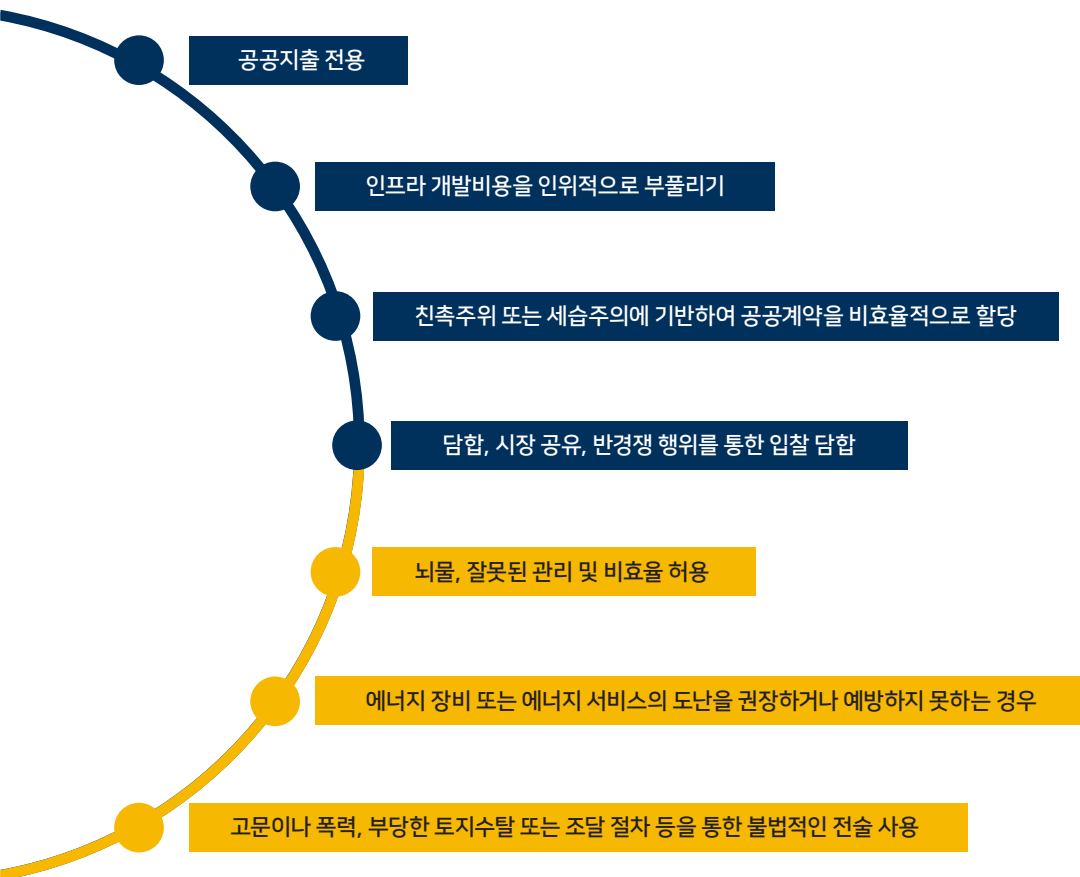 공공지출 전용
인프라 개발비용을 인위적으로 부풀리기
친촉주위 또는 세습주의에 기반하여 공공계약을 비효율적으로 할당
담합, 시장 공유, 반경쟁 행위를 통한 입찰 담합
뇌물, 잘못된 관리 및 비효율 허용
에너지 장비 또는 에너지 서비스의 도난을 권장하거나 예방하지 못하는 경우
고문이나 폭력, 부당한 토지수탈 또는 조달 절차 등을 통한 불법적인 전술 사용